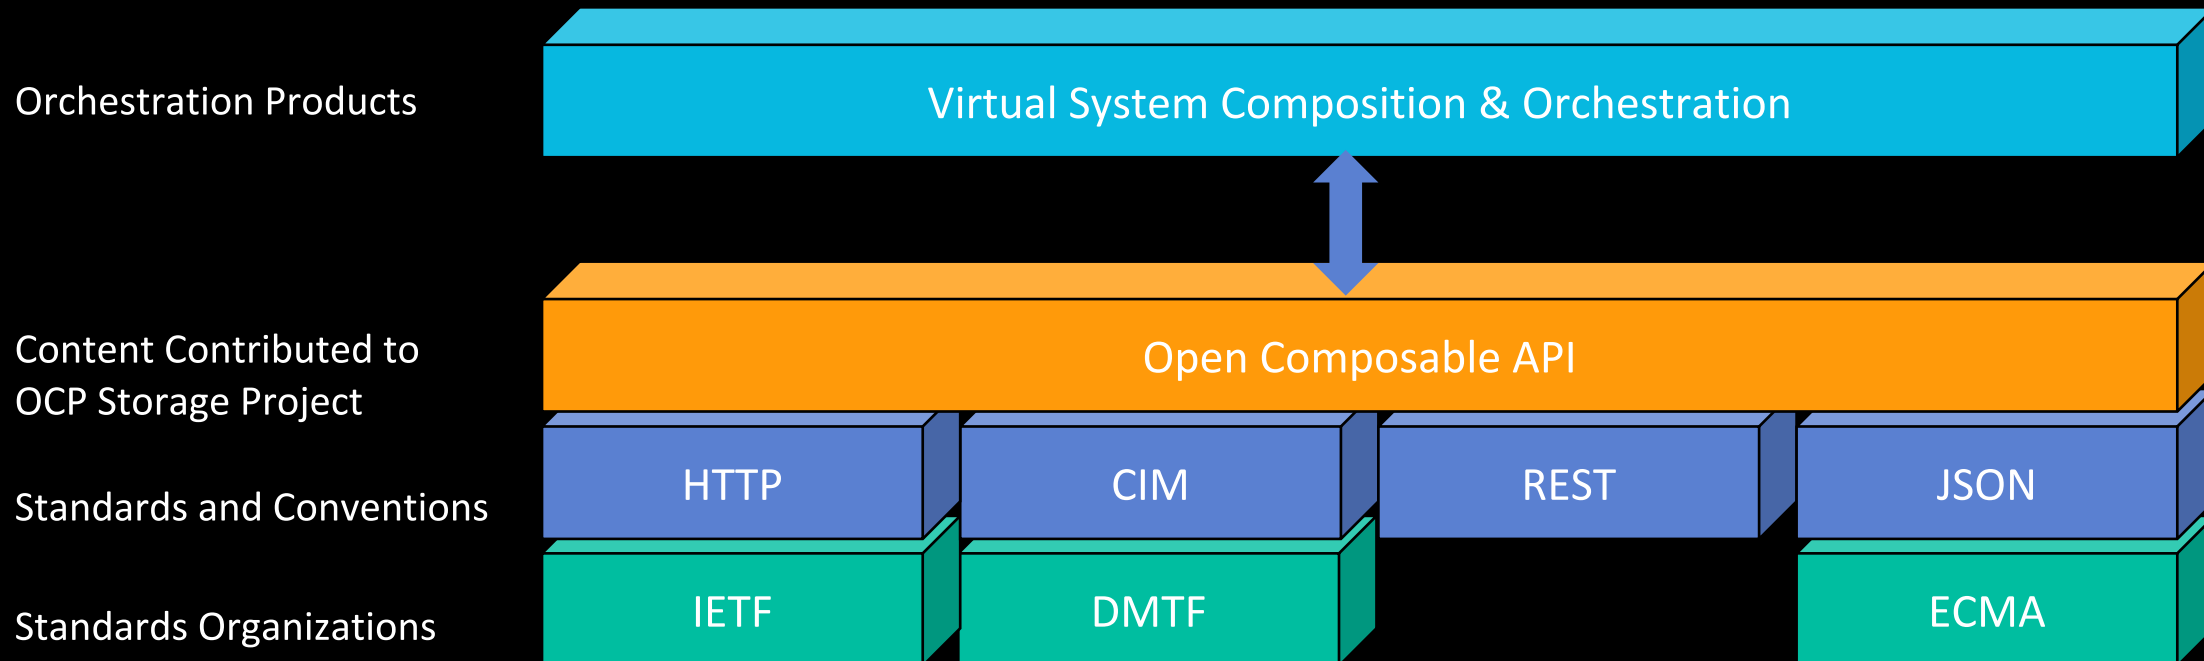 Orchestration Products
Virtual System Composition & Orchestration
Content Contributed to
OCP Storage Project
Open Composable API
Standards and Conventions
HTTP
CIM
REST
JSON
Standards Organizations
IETF
DMTF
ECMA